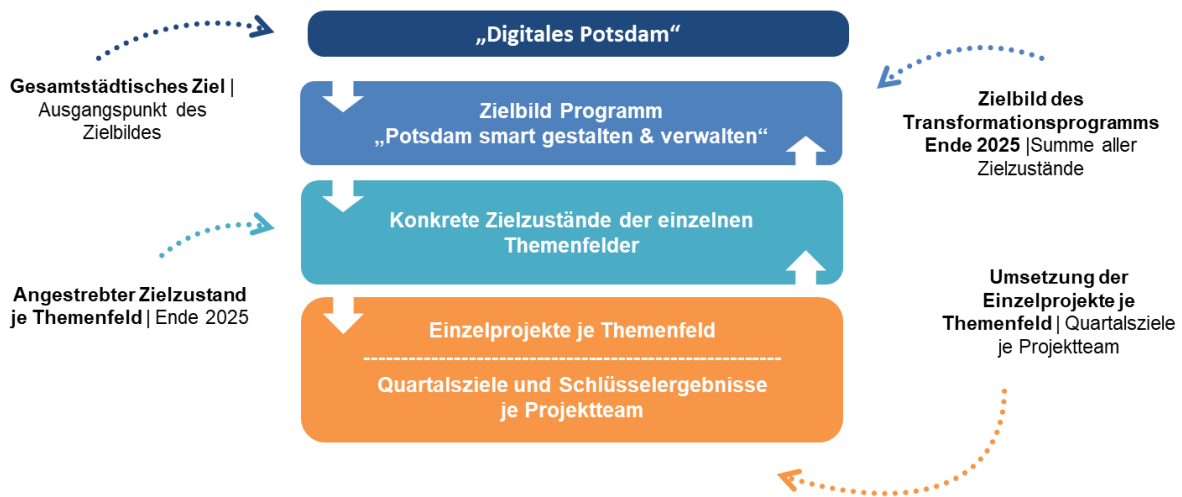 „Digitales Potsdam“
Gesamtstädtisches Ziel |
Ausgangspunkt des
Zielbildes
Zielbild Programm
„Potsdam smart gestalten & verwalten“
Zielbild des
Transformationsprogramms
Ende 2025 |Summe aller
Zielzustände
Konkrete Zielzustände der einzelnen
Themenfelder
Angestrebter Zielzustand
je Themenfeld | Ende 2025
Einzelprojekte je Themenfeld
--------------------------------------------------------
Quartalsziele und Schlüsselergebnisse
je Projektteam
Umsetzung der
Einzelprojekte je
Themenfeld | Quartalsziele
je Projektteam